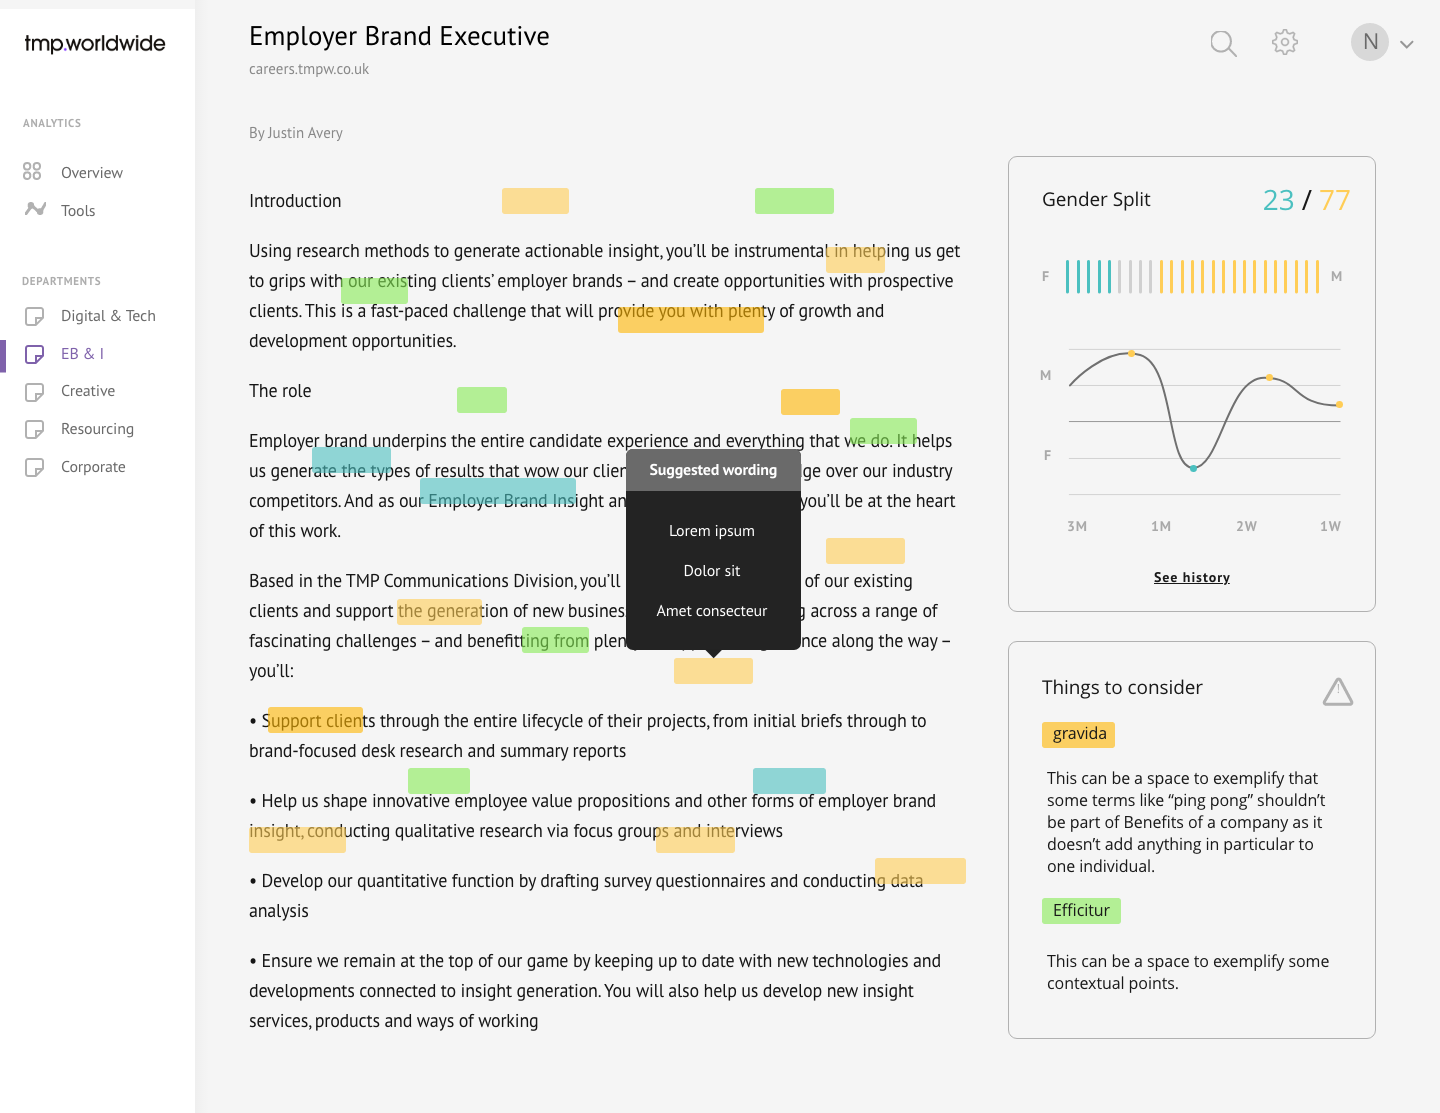 tmp.worldwide
ANALYTICS
Overview
Tools
DEPARTMENTS
Digital & Tech
EB & I
Creative
Resourcing
Corporate
Employer Brand Executive
careers.tmpw.co.uk
N
By Justin Avery
Introduction
Using research methods to generate actionable insight, you’ll be instrumental in helping us get
to grips with our existing clients’ employer brands – and create opportunities with prospective
clients. This is a fast-paced challenge that will provide you with plenty of growth and
development opportunities.
The role
Employer brand underpins the entire candidate experience and everything that we do. It helps
us generate the types of results that wow our over our industry
competitors. And as our Employer Brand Insight you’ll be at the heart
of this work.
Based in the TMP Communications Division, you’ll of our existing
clients and support the generation of new across a range of
fascinating challenges – and benefitting from along the way –
you’ll:
• Support clients through the entire lifecycle of their projects, from initial briefs through to
brand-focused desk research and summary reports
• Help us shape innovative employee value propositions and other forms of employer brand
insight, conducting qualitative research via focus groups and interviews
• Develop our quantitative function by drafting survey questionnaires and conducting data
analysis
• Ensure we remain at the top of our game by keeping up to date with new technologies and
developments connected to insight generation. You will also help us develop new insight
services, products and ways of working
Suggested wording
Lorem ipsum
Dolor sit
Amet consecteur
Gender Split 23 / 77
F M
M
F
3M 1M 2W 1W
See history
Things to consider
gravida
This can be a space to exemplify that
some terms like “ping pong” shouldn’t
be part of Benefits of a company as it
doesn’t add anything in particular to
one individual.
Efficitur
This can be a space to exemplify some
contextual points.